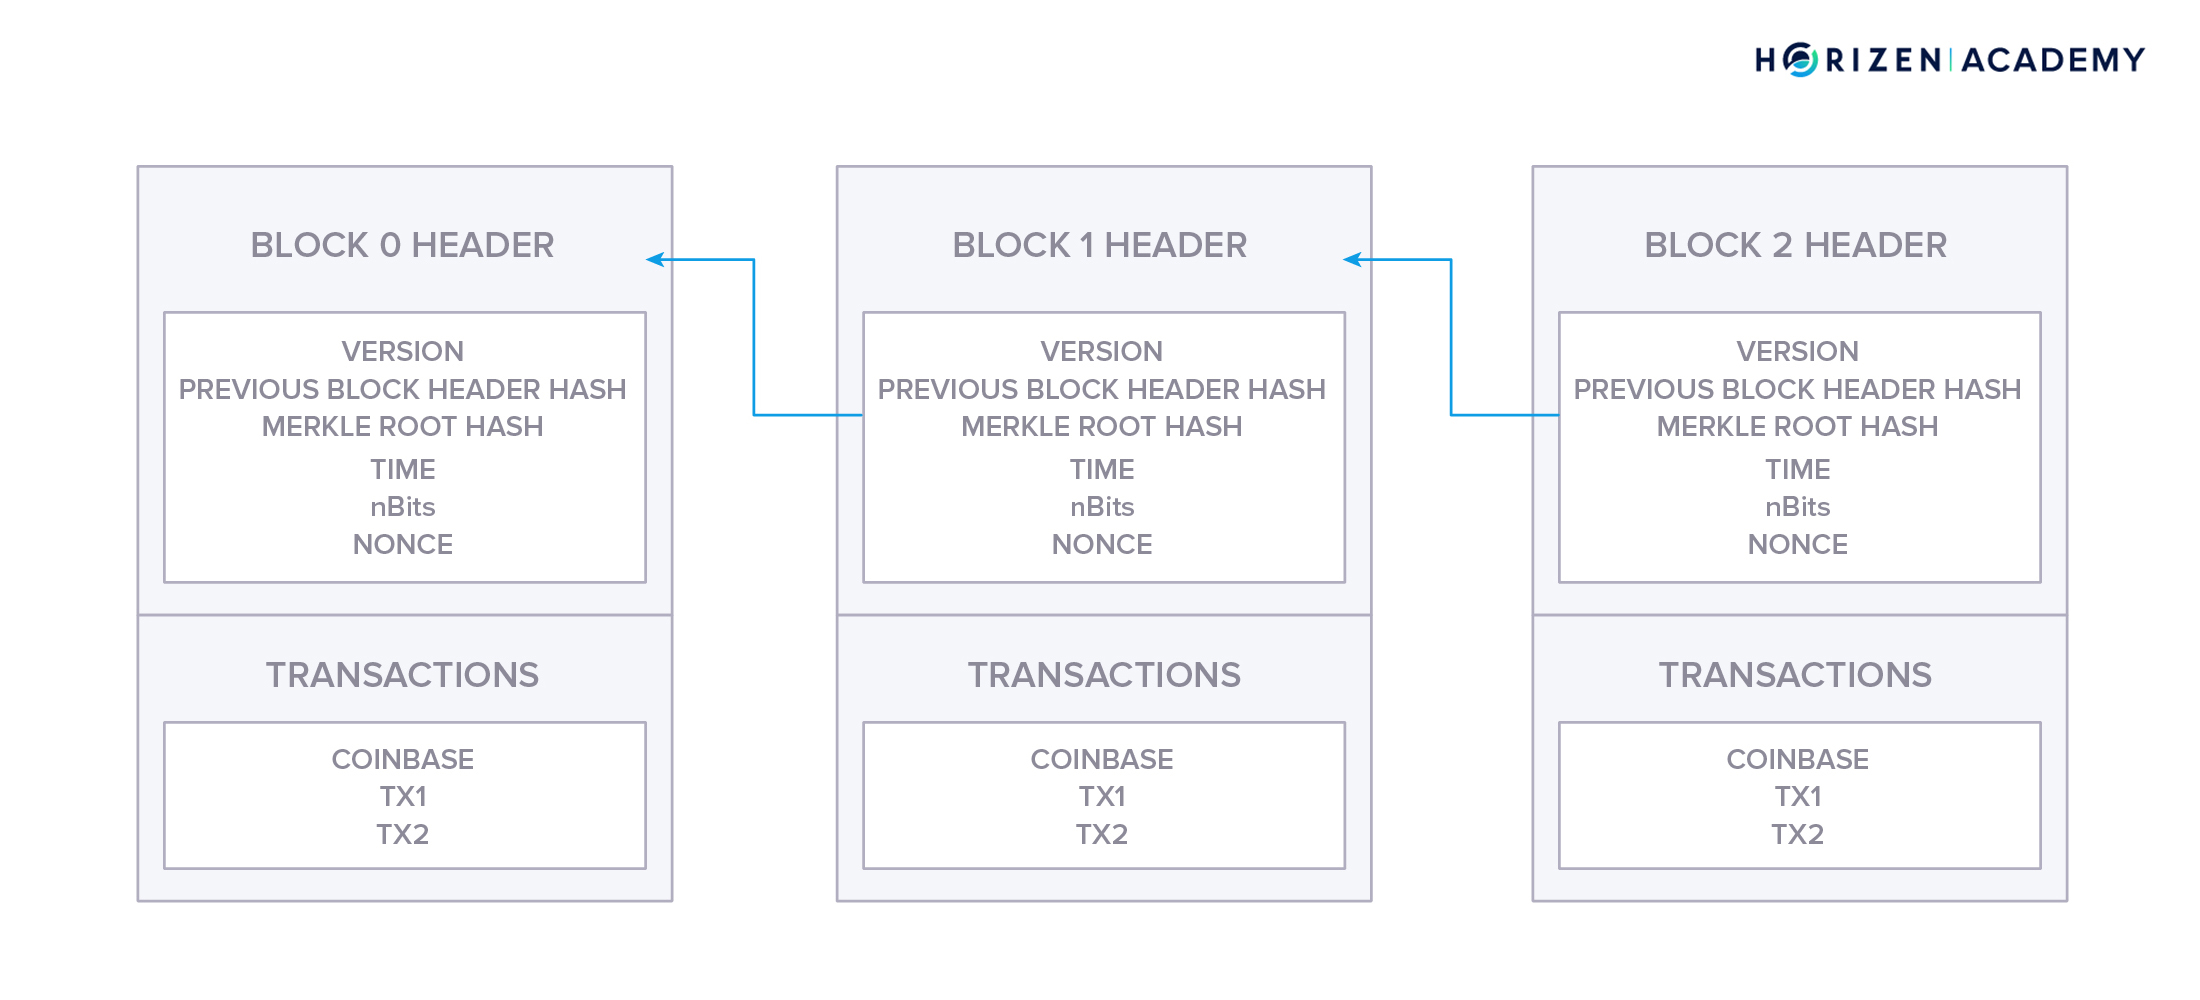 HORIZEN | ACADEMY
BLOCK 0 HEADER
VERSION
PREVIOUS BLOCK HEADER HASH
MERKLE ROOT HASH
TIME
nBits
NONCE
TRANSACTIONS
COINBASE
TX1
TX2
BLOCK 1 HEADER
VERSION
PREVIOUS BLOCK HEADER HASH
MERKLE ROOT HASH
TIME
nBits
NONCE
TRANSACTIONS
COINBASE
TX1
TX2
BLOCK 2 HEADER
VERSION
PREVIOUS BLOCK HEADER HASH
MERKLE ROOT HASH
TIME
nBits
NONCE
TRANSACTIONS
COINBASE
TX1
TX2